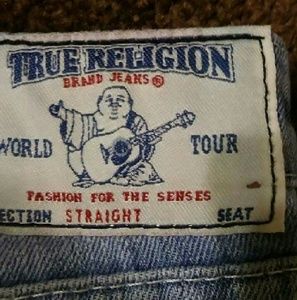 TRUE RELIGION
BRAND JEANS®
WORLD TOUR
FASHION FOR THE SENSES
ECTION STRAIGHT SEAT